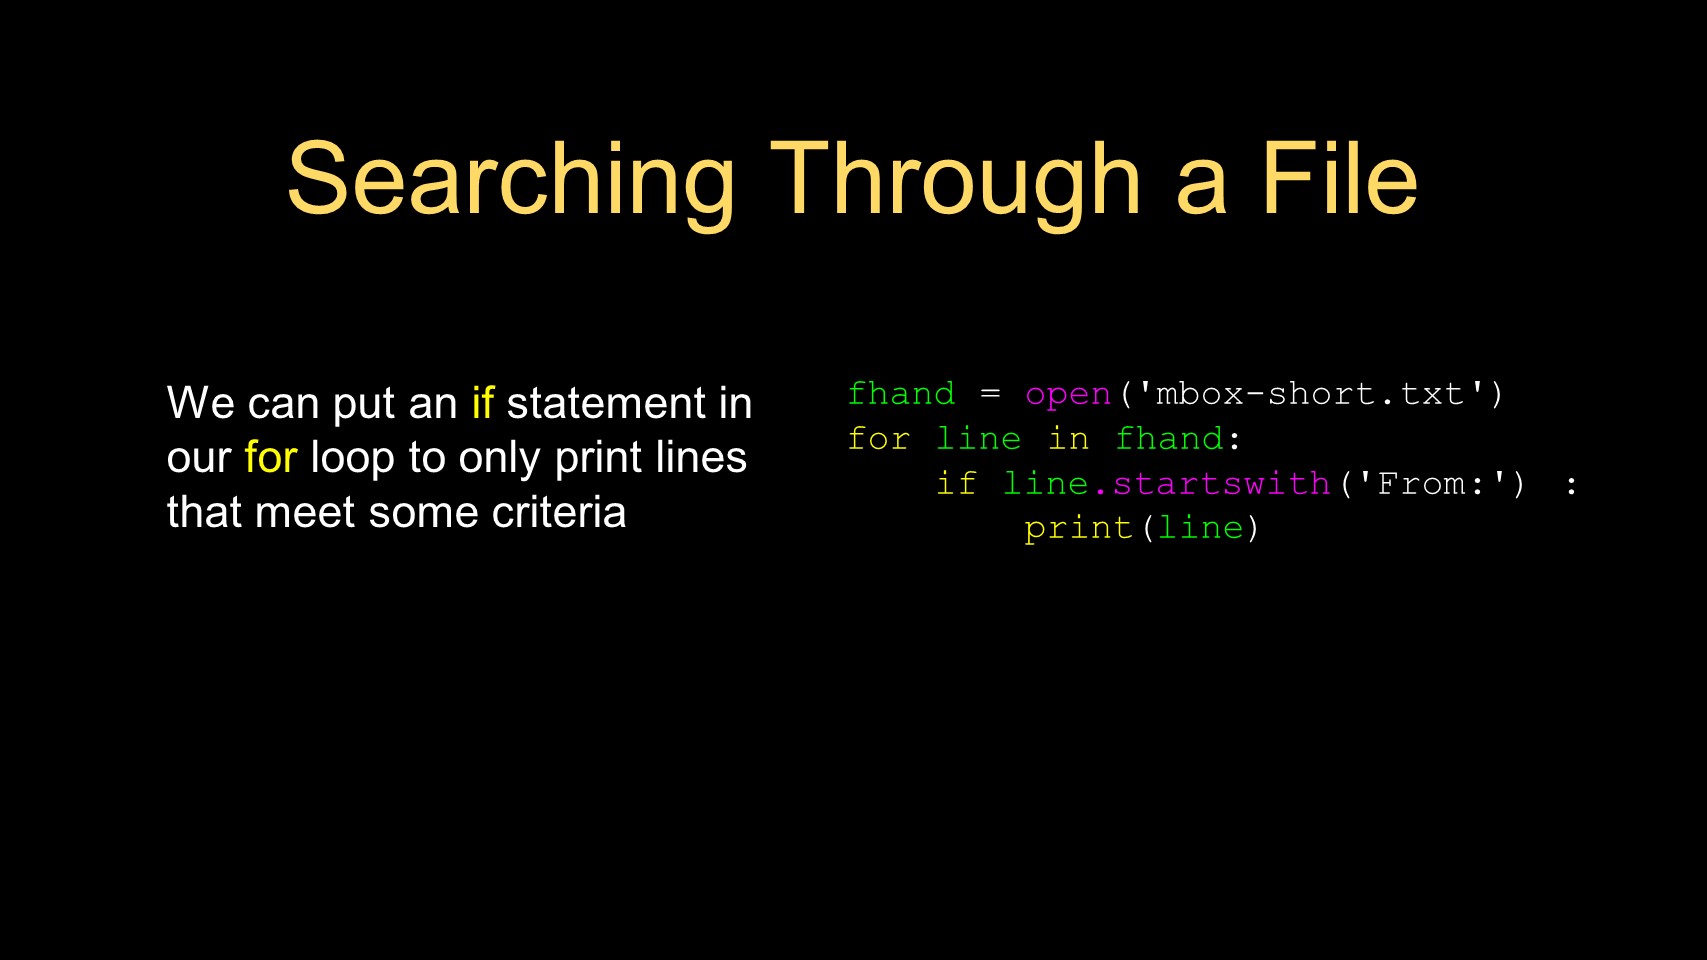 Searching Through a File
We can put an if statement in
our for loop to only print lines
that meet some criteria
fhand = open('mbox-short.txt')
for line in fhand:
    if line.startswith('From:') :
        print(line)